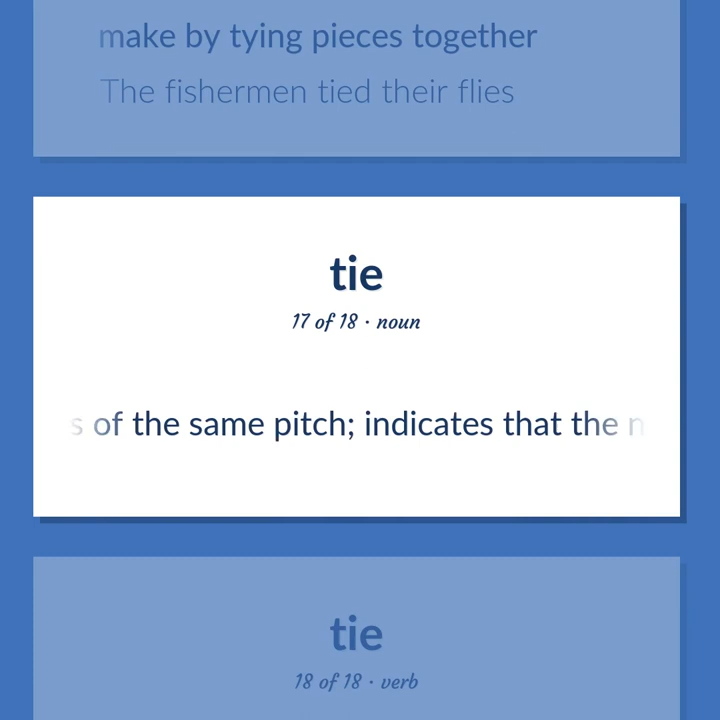 make by tying pieces together
The fishermen tied their flies
tie
17 of 18 · noun
s of the same pitch; indicates that the n
tie
18 of 18 · verb